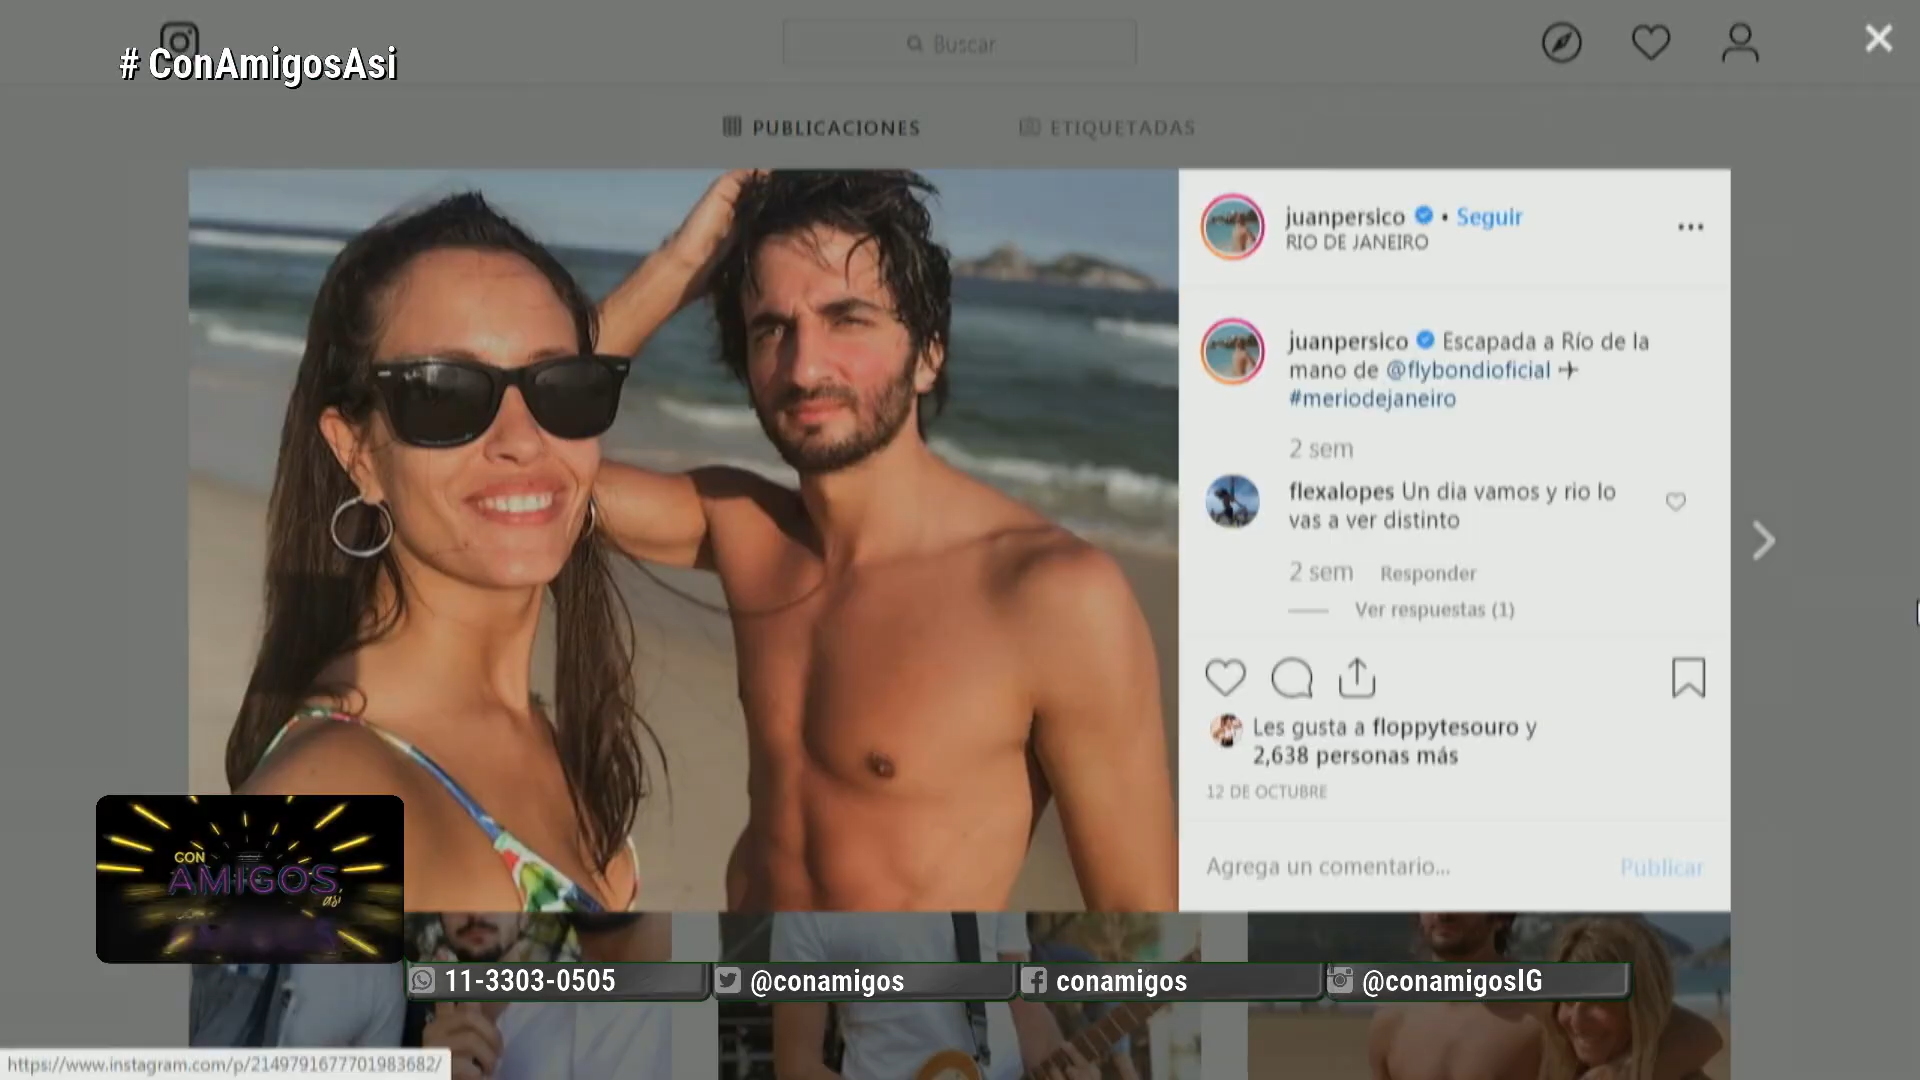 # ConAmigosAsi
Buscar
PUBLICACIONES
ETIQUETADAS
juanpersico • Seguir
RIO DE JANEIRO
juanpersico Escapada a Río de la
mano de @flybondioficial ✈
#meriodejaneiro
2 sem
flexalopes Un dia vamos y rio lo
vas a ver distinto
2 sem Responder
Ver respuestas (1)
Les gusta a floppytesouro y
2,638 personas más
12 DE OCTUBRE
Agrega un comentario... Publicar
CON
AMIGOS
así
11-3303-0505
@conamigos
conamigos
@conamigosIG
https://www.instagram.com/p/2149791677701983682/